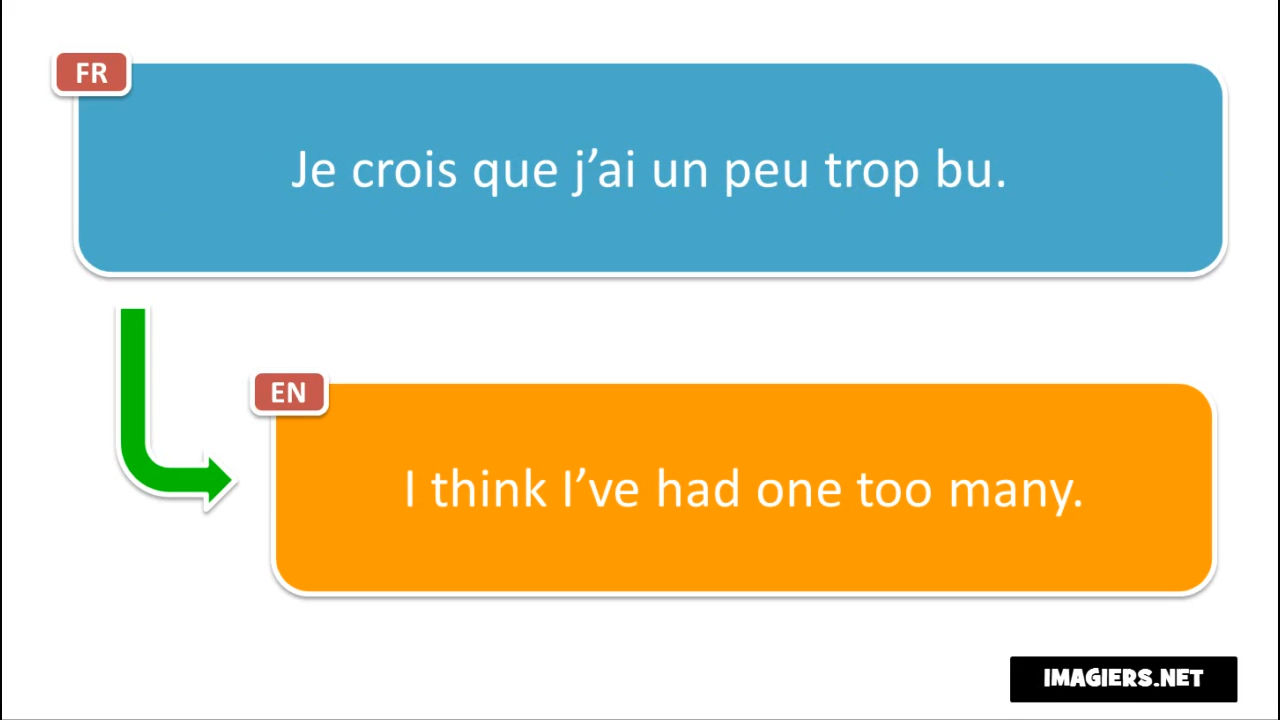 FR
Je crois que j’ai un peu trop bu.
EN
I think I’ve had one too many.
IMAGIERS.NET